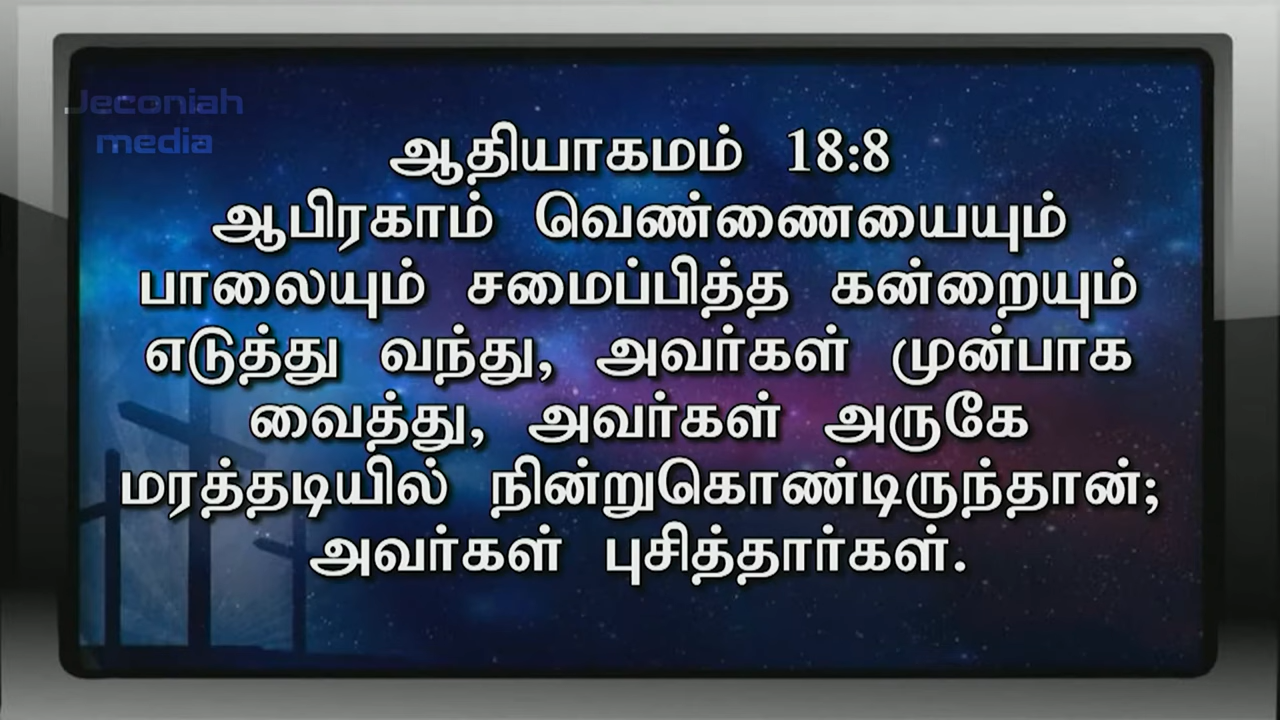 Jeconiah
media
ஆதியாகமம் 18:8
ஆபிரகாம் வெண்ணையையும்
பாலையும் சமைப்பித்த கன்றையும்
எடுத்து வந்து, அவர்கள் முன்பாக
வைத்து, அவர்கள் அருகே
மரத்தடியில் நின்றுகொண்டிருந்தான்;
அவர்கள் புசித்தார்கள்.